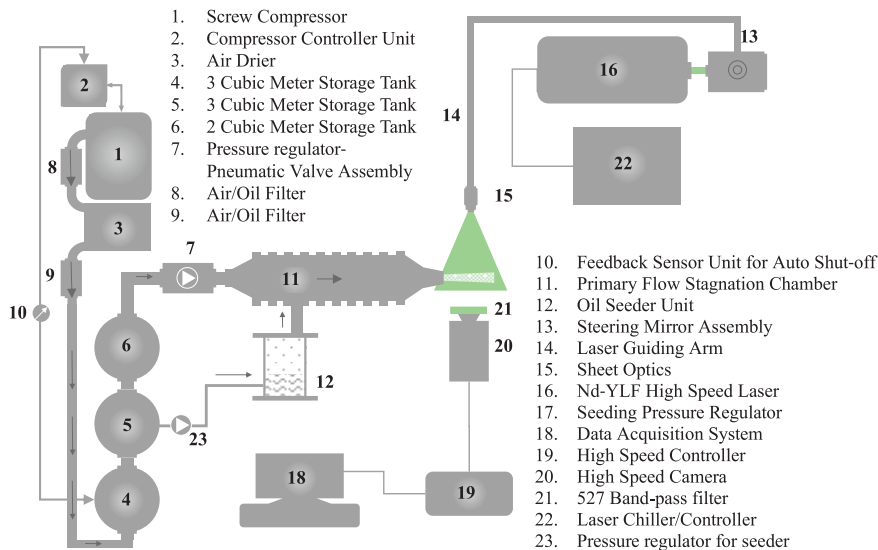 1. Screw Compressor
2. Compressor Controller Unit
3. Air Drier
4. 3 Cubic Meter Storage Tank
5. 3 Cubic Meter Storage Tank
6. 2 Cubic Meter Storage Tank
7. Pressure regulator-
Pneumatic Valve Assembly
8. Air/Oil Filter
9. Air/Oil Filter
10. Feedback Sensor Unit for Auto Shut-off
11. Primary Flow Stagnation Chamber
12. Oil Seeder Unit
13. Steering Mirror Assembly
14. Laser Guiding Arm
15. Sheet Optics
16. Nd-YLF High Speed Laser
17. Seeding Pressure Regulator
18. Data Acquisition System
19. High Speed Controller
20. High Speed Camera
21. 527 Band-pass filter
22. Laser Chiller/Controller
23. Pressure regulator for seeder
2
1
8
3
9
10
6
5
4
7
11
12
23
18
19
20
21
15
14
16
13
22